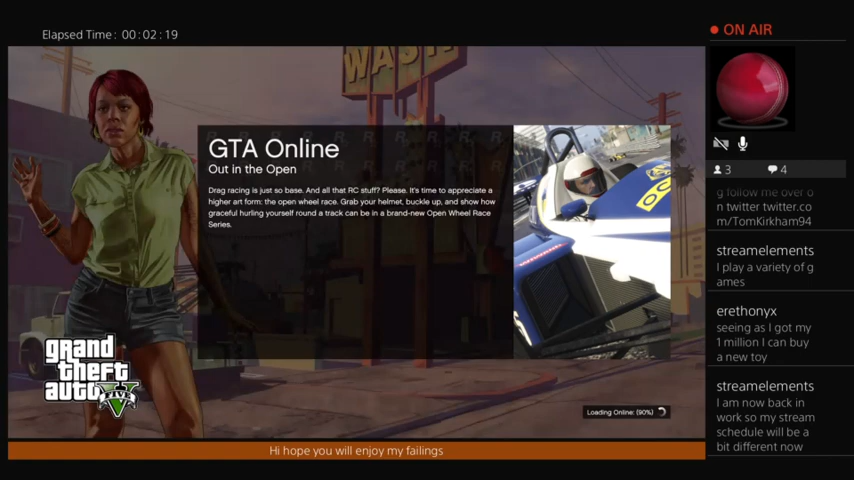 Elapsed Time: 00:02:19
ON AIR
WASH
GTA Online
Out in the Open
Drag racing is just so base. And all that RC stuff? Please. It's time to appreciate a
higher art form: the open wheel race. Grab your helmet, buckle up, and show how
graceful hurling yourself round a track can be in a brand-new Open Wheel Race
Series.
grand
theft
auto
V
FIVE
Loading Online: (90%)
Hi hope you will enjoy my failings
3
4
g follow me over o
n twitter twitter.co
m/TomKirkham94
streamelements
I play a variety of g
ames
erethonyx
seeing as I got my
1 million I can buy
a new toy
streamelements
I am now back in
work so my stream
schedule will be a
bit different now